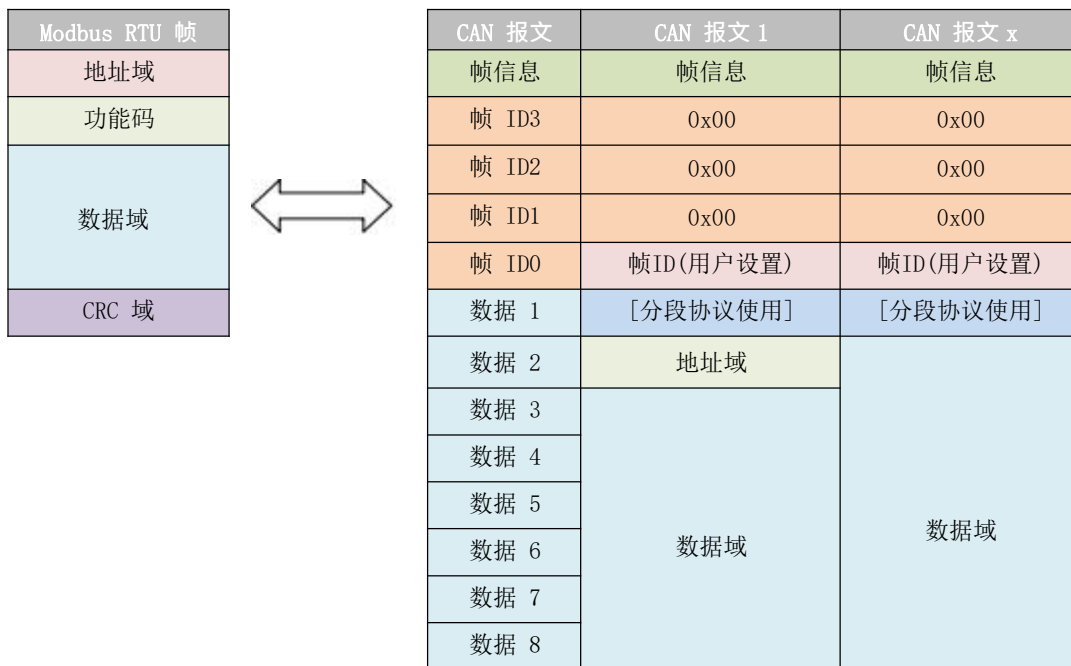 Modbus RTU 帧
地址域
功能码
数据域
CRC 域
CAN 报文 CAN 报文 1 CAN 报文 x
帧信息 帧信息 帧信息
帧 ID3 0x00 0x00
帧 ID2 0x00 0x00
帧 ID1 0x00 0x00
帧 ID0 帧ID(用户设置) 帧ID(用户设置)
数据 1 [分段协议使用] [分段协议使用]
数据 2 地址域
数据 3
数据 4
数据 5
数据 6 数据域 数据域
数据 7
数据 8